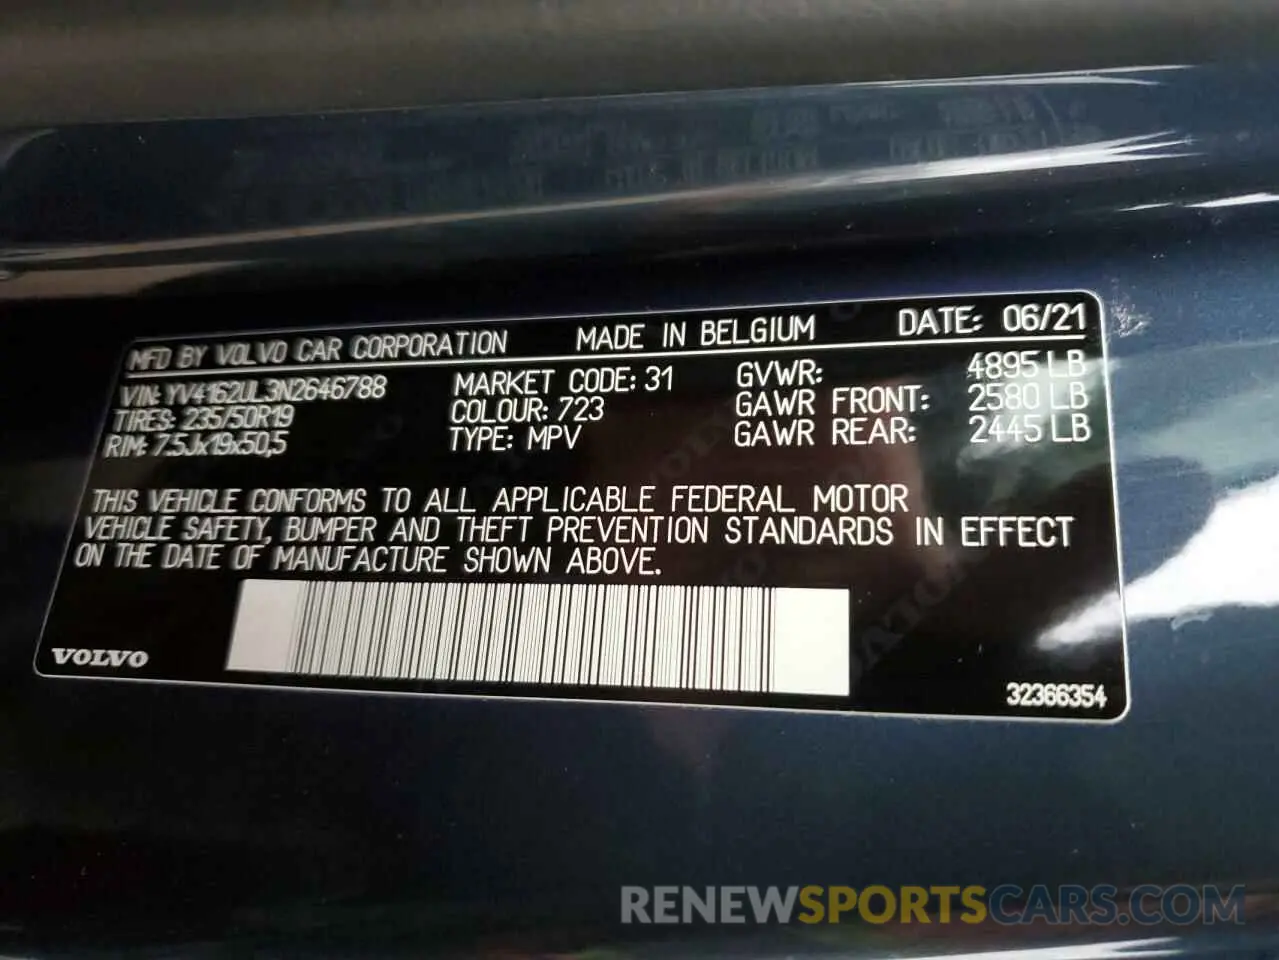 MFD BY VOLVO CAR CORPORATION MADE IN BELGIUM DATE: 06/21
VIN: YV4162UL3N2646788 MARKET CODE: 31 GVWR: 4895 LB
TIRES: 235/50R19 COLOUR: 723 GAWR FRONT: 2580 LB
RIM: 7.5Jx19x50,5 TYPE: MPV GAWR REAR: 2445 LB
THIS VEHICLE CONFORMS TO ALL APPLICABLE FEDERAL MOTOR
VEHICLE SAFETY, BUMPER AND THEFT PREVENTION STANDARDS IN EFFECT
ON THE DATE OF MANUFACTURE SHOWN ABOVE.
VOLVO
32366354
RENEWSPORTSCARS.COM